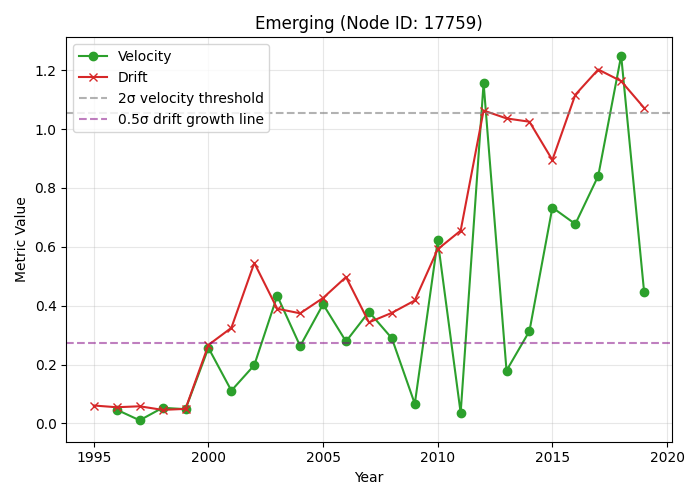 Emerging (Node ID: 17759)
Velocity
Drift
2σ velocity threshold
0.5σ drift growth line
Metric Value
1.2
1.0
0.8
0.6
0.4
0.2
0.0
1995
2000
2005
2010
2015
2020
Year